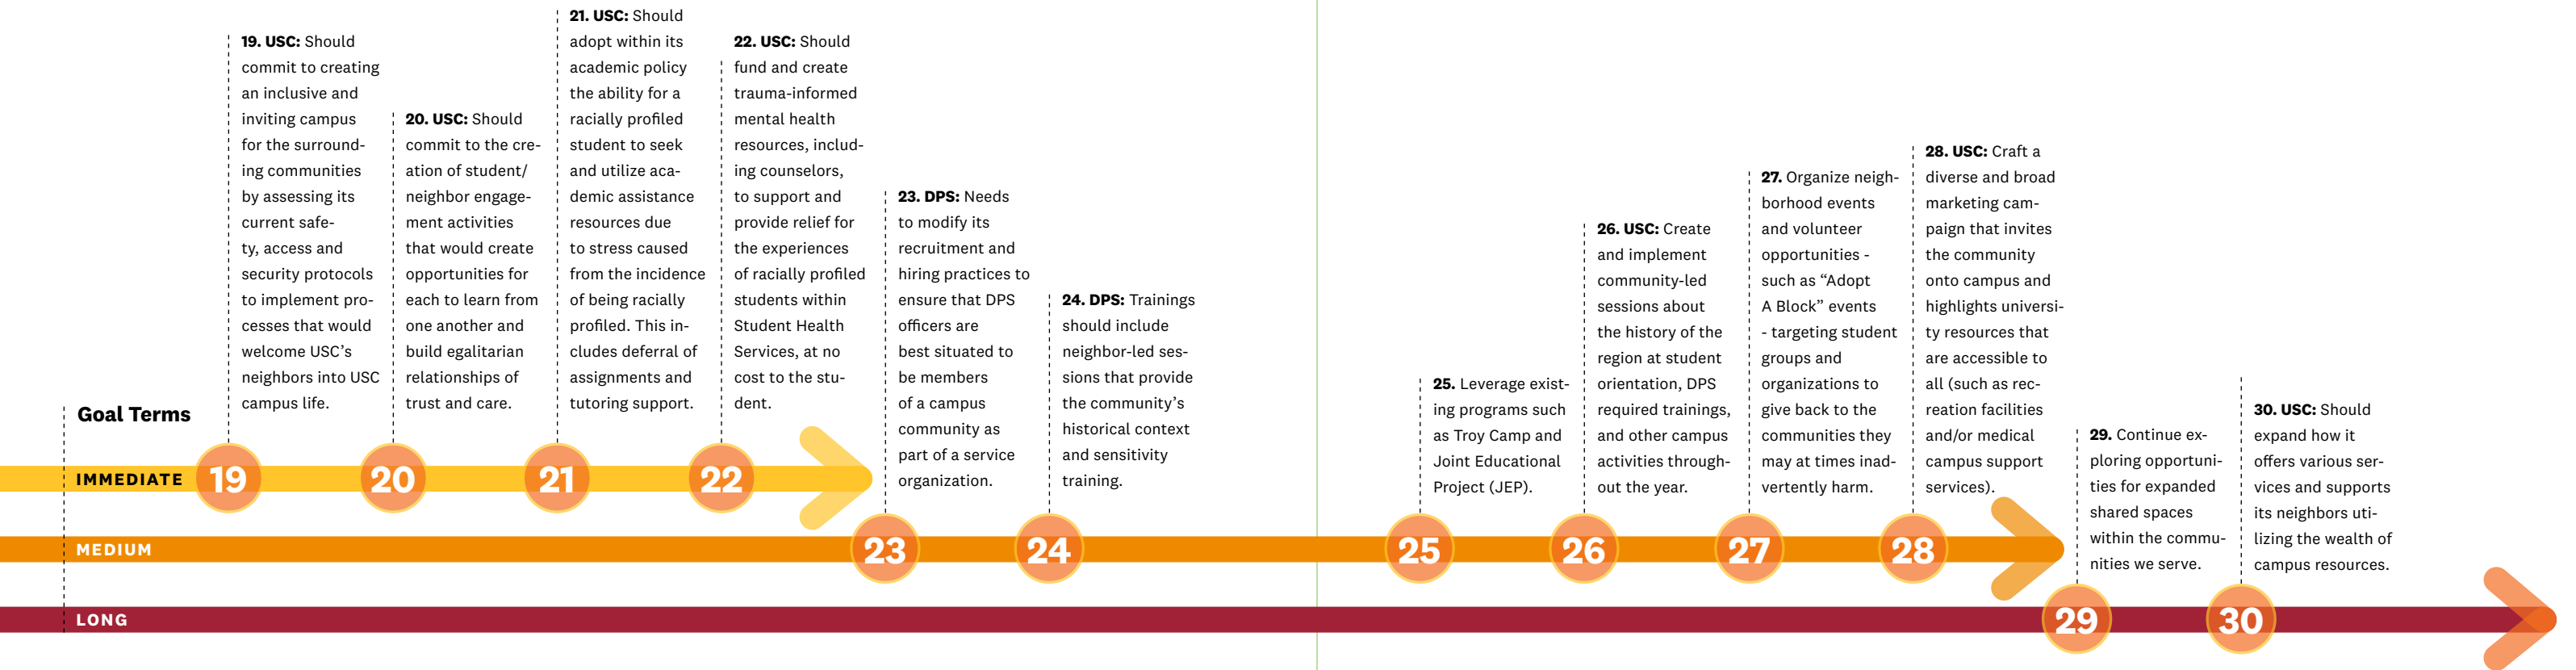 19. USC: Should
commit to creating
an inclusive and
inviting campus
for the surround-
ing communities
by assessing its
current safe-
ty, access and
security protocols
to implement pro-
cesses that would
welcome USC’s
neighbors into USC
campus life.
20. USC: Should
commit to the cre-
ation of student/
neighbor engage-
ment activities
that would create
opportunities for
each to learn from
one another and
build egalitarian
relationships of
trust and care.
21. USC: Should
adopt within its
academic policy
the ability for a
racially profiled
student to seek
and utilize aca-
demic assistance
resources due
to stress caused
from the incidence
of being racially
profiled. This in-
cludes deferral of
assignments and
tutoring support.
22. USC: Should
fund and create
trauma-informed
mental health
resources, includ-
ing counselors,
to support and
provide relief for
the experiences
of racially profiled
students within
Student Health
Services, at no
cost to the stu-
dent.
23. DPS: Needs
to modify its
recruitment and
hiring practices to
ensure that DPS
officers are
best situated to
be members
of a campus
community as
part of a service
organization.
24. DPS: Trainings
should include
neighbor-led ses-
sions that provide
the community’s
historical context
and sensitivity
training.
25. Leverage exist-
ing programs such
as Troy Camp and
Joint Educational
Project (JEP).
26. USC: Create
and implement
community-led
sessions about
the history of the
region at student
orientation, DPS
required trainings,
and other campus
activities through-
out the year.
27. Organize neigh-
borhood events
and volunteer
opportunities -
such as “Adopt
A Block” events
- targeting student
groups and
organizations to
give back to the
communities they
may at times inad-
vertently harm.
28. USC: Craft a
diverse and broad
marketing cam-
paign that invites
the community
onto campus and
highlights universi-
ty resources that
are accessible to
all (such as rec-
reation facilities
and/or medical
campus support
services).
29. Continue ex-
ploring opportuni-
ties for expanded
shared spaces
within the commu-
nities we serve.
30. USC: Should
expand how it
offers various ser-
vices and supports
its neighbors uti-
lizing the wealth of
campus resources.
Goal Terms
IMMEDIATE
19
20
21
22
MEDIUM
23
24
25
26
27
28
LONG
29
30